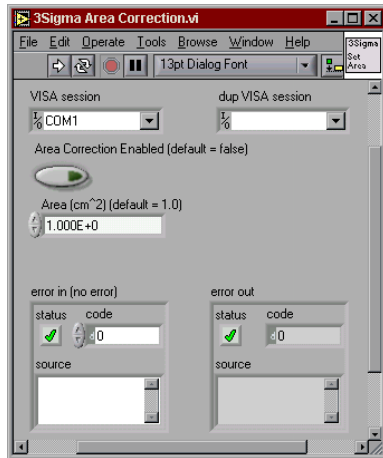 3Sigma Area Correction.vi
File Edit Operate Tools Browse Window Help
3Sigma
Set
Area
13pt Dialog Font
VISA session
dup VISA session
COM1
Area Correction Enabled (default = false)
Area (cm^2) (default = 1.0)
1.000E+0
error in (no error)
error out
status code
status code
0
0
source
source